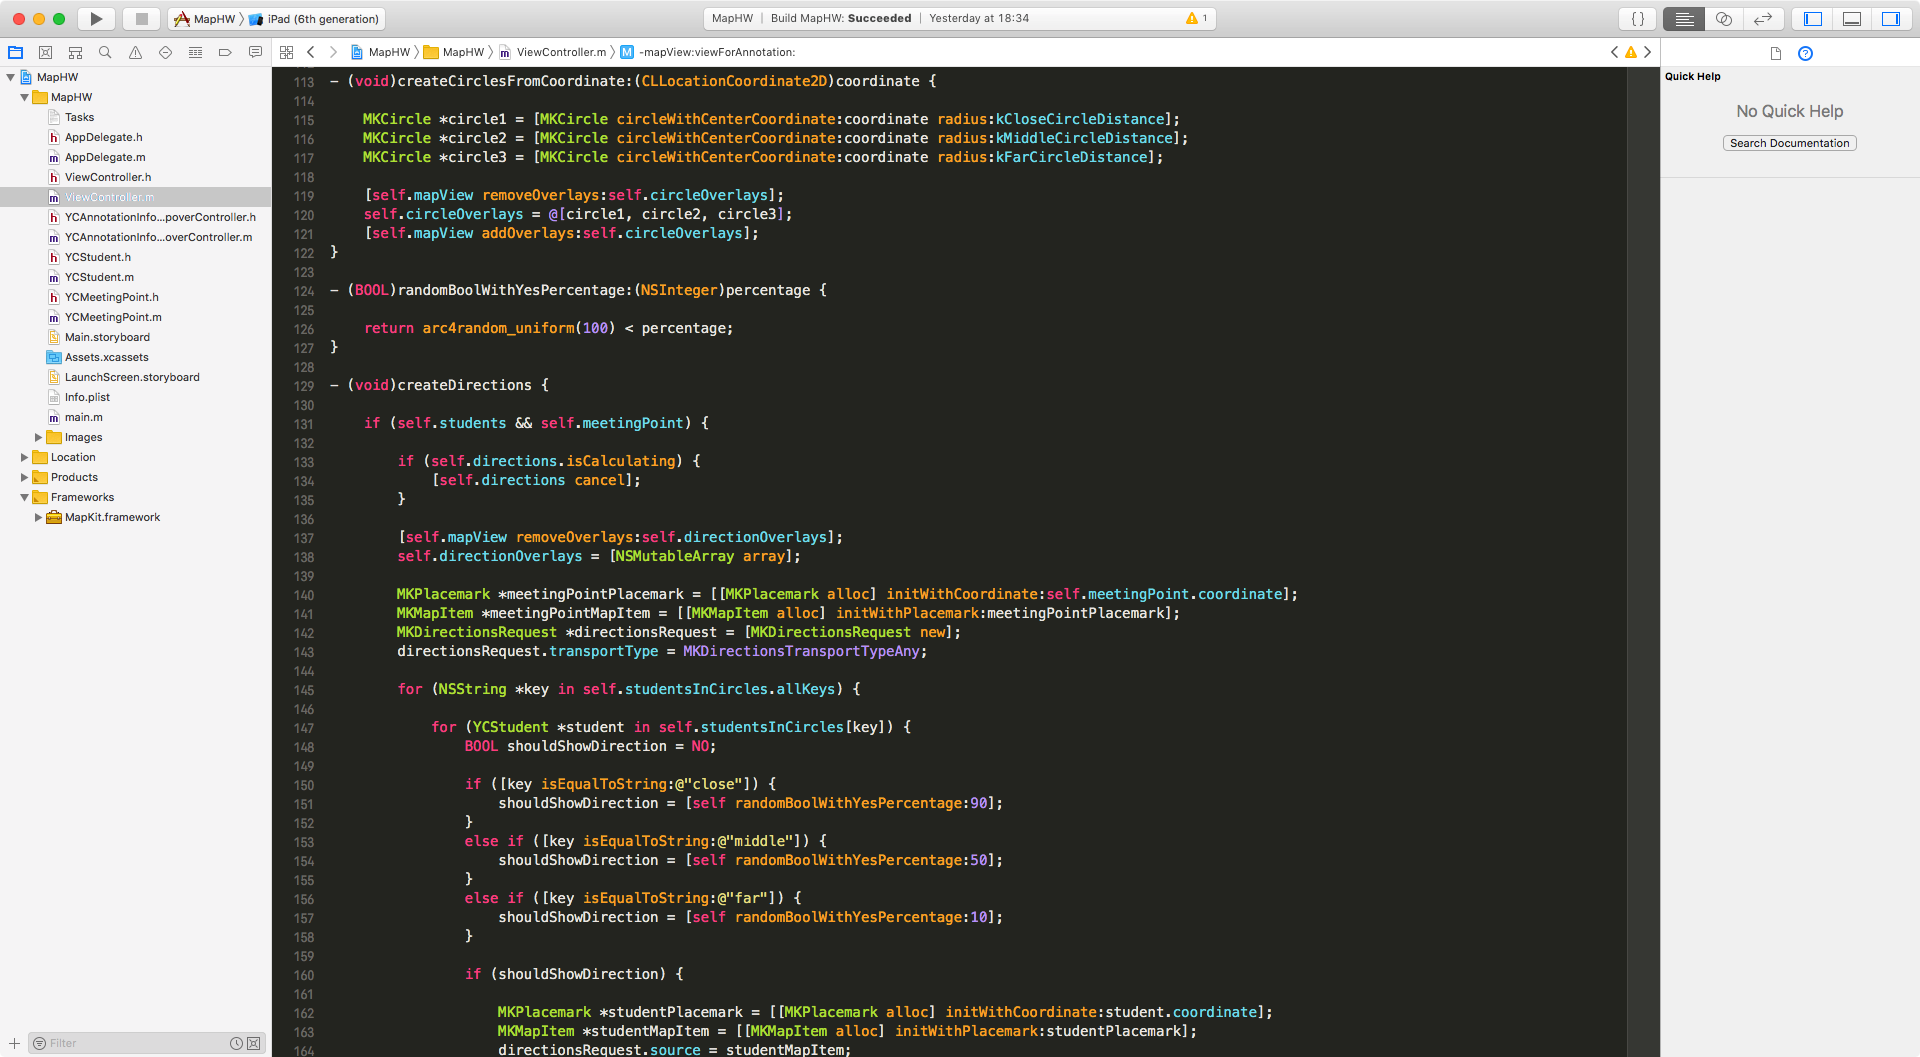 MapHW › iPad (6th generation)
MapHW | Build MapHW: Succeeded | Yesterday at 18:34
1
{ }
MapHW › MapHW › ViewController.m › M -mapView:viewForAnnotation:
MapHW
MapHW
Tasks
AppDelegate.h
AppDelegate.m
ViewController.h
ViewController.m
YCAnnotationInfo...poverController.h
YCAnnotationInfo...overController.m
YCStudent.h
YCStudent.m
YCMeetingPoint.h
YCMeetingPoint.m
Main.storyboard
Assets.xcassets
LaunchScreen.storyboard
Info.plist
main.m
Images
Location
Products
Frameworks
MapKit.framework
Filter
113 – (void)createCirclesFromCoordinate:(CLLocationCoordinate2D)coordinate {
114
115 MKCircle *circle1 = [MKCircle circleWithCenterCoordinate:coordinate radius:kCloseCircleDistance];
116 MKCircle *circle2 = [MKCircle circleWithCenterCoordinate:coordinate radius:kMiddleCircleDistance];
117 MKCircle *circle3 = [MKCircle circleWithCenterCoordinate:coordinate radius:kFarCircleDistance];
118
119 [self.mapView removeOverlays:self.circleOverlays];
120 self.circleOverlays = @[circle1, circle2, circle3];
121 [self.mapView addOverlays:self.circleOverlays];
122 }
123
124 – (BOOL)randomBoolWithYesPercentage:(NSInteger)percentage {
125
126 return arc4random_uniform(100) < percentage;
127 }
128
129 – (void)createDirections {
130
131 if (self.students && self.meetingPoint) {
132
133 if (self.directions.isCalculating) {
134 [self.directions cancel];
135 }
136
137 [self.mapView removeOverlays:self.directionOverlays];
138 self.directionOverlays = [NSMutableArray array];
139
140 MKPlacemark *meetingPointPlacemark = [[MKPlacemark alloc] initWithCoordinate:self.meetingPoint.coordinate];
141 MKMapItem *meetingPointMapItem = [[MKMapItem alloc] initWithPlacemark:meetingPointPlacemark];
142 MKDirectionsRequest *directionsRequest = [MKDirectionsRequest new];
143 directionsRequest.transportType = MKDirectionsTransportTypeAny;
144
145 for (NSString *key in self.studentsInCircles.allKeys) {
146
147 for (YCStudent *student in self.studentsInCircles[key]) {
148 BOOL shouldShowDirection = NO;
149
150 if ([key isEqualToString:@"close"]) {
151 shouldShowDirection = [self randomBoolWithYesPercentage:90];
152 }
153 else if ([key isEqualToString:@"middle"]) {
154 shouldShowDirection = [self randomBoolWithYesPercentage:50];
155 }
156 else if ([key isEqualToString:@"far"]) {
157 shouldShowDirection = [self randomBoolWithYesPercentage:10];
158 }
159
160 if (shouldShowDirection) {
161
162 MKPlacemark *studentPlacemark = [[MKPlacemark alloc] initWithCoordinate:student.coordinate];
163 MKMapItem *studentMapItem = [[MKMapItem alloc] initWithPlacemark:studentPlacemark];
164 directionsRequest.source = studentMapItem;
Quick Help
No Quick Help
Search Documentation